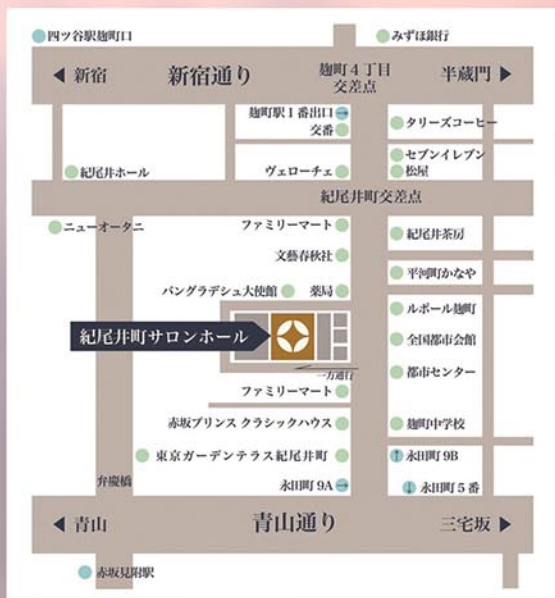 四ツ谷駅麹町口
みずほ銀行
新宿
新宿通り
麹町4丁目
交差点
半蔵門
麹町駅1番出口
交番
タリーズコーヒー
セブンイレブン
松屋
紀尾井ホール
ヴェローチェ
紀尾井町交差点
ニューオータニ
ファミリーマート
紀尾井茶房
文藝春秋社
平河町かなや
バングラデシュ大使館
薬局
ルポール麹町
紀尾井町サロンホール
全国都市会館
一方通行
都市センター
ファミリーマート
赤坂プリンス クラシックハウス
麹町中学校
東京ガーデンテラス紀尾井町
永田町 9B
弁慶橋
永田町 9A
永田町 5 番
青山
青山通り
三宅坂
赤坂見附駅